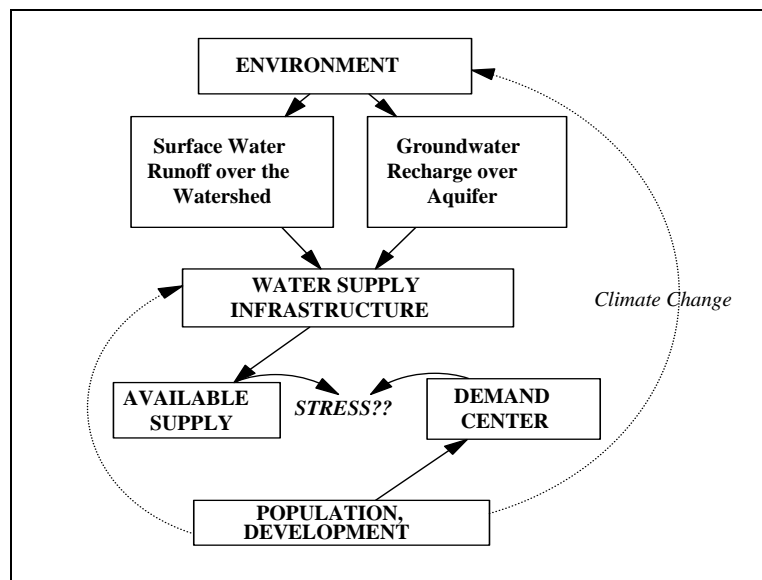 ENVIRONMENT
Surface Water
Runoff over the
Watershed
Groundwater
Recharge over
Aquifer
WATER SUPPLY
INFRASTRUCTURE
Climate Change
AVAILABLE
SUPPLY
STRESS??
DEMAND
CENTER
POPULATION,
DEVELOPMENT